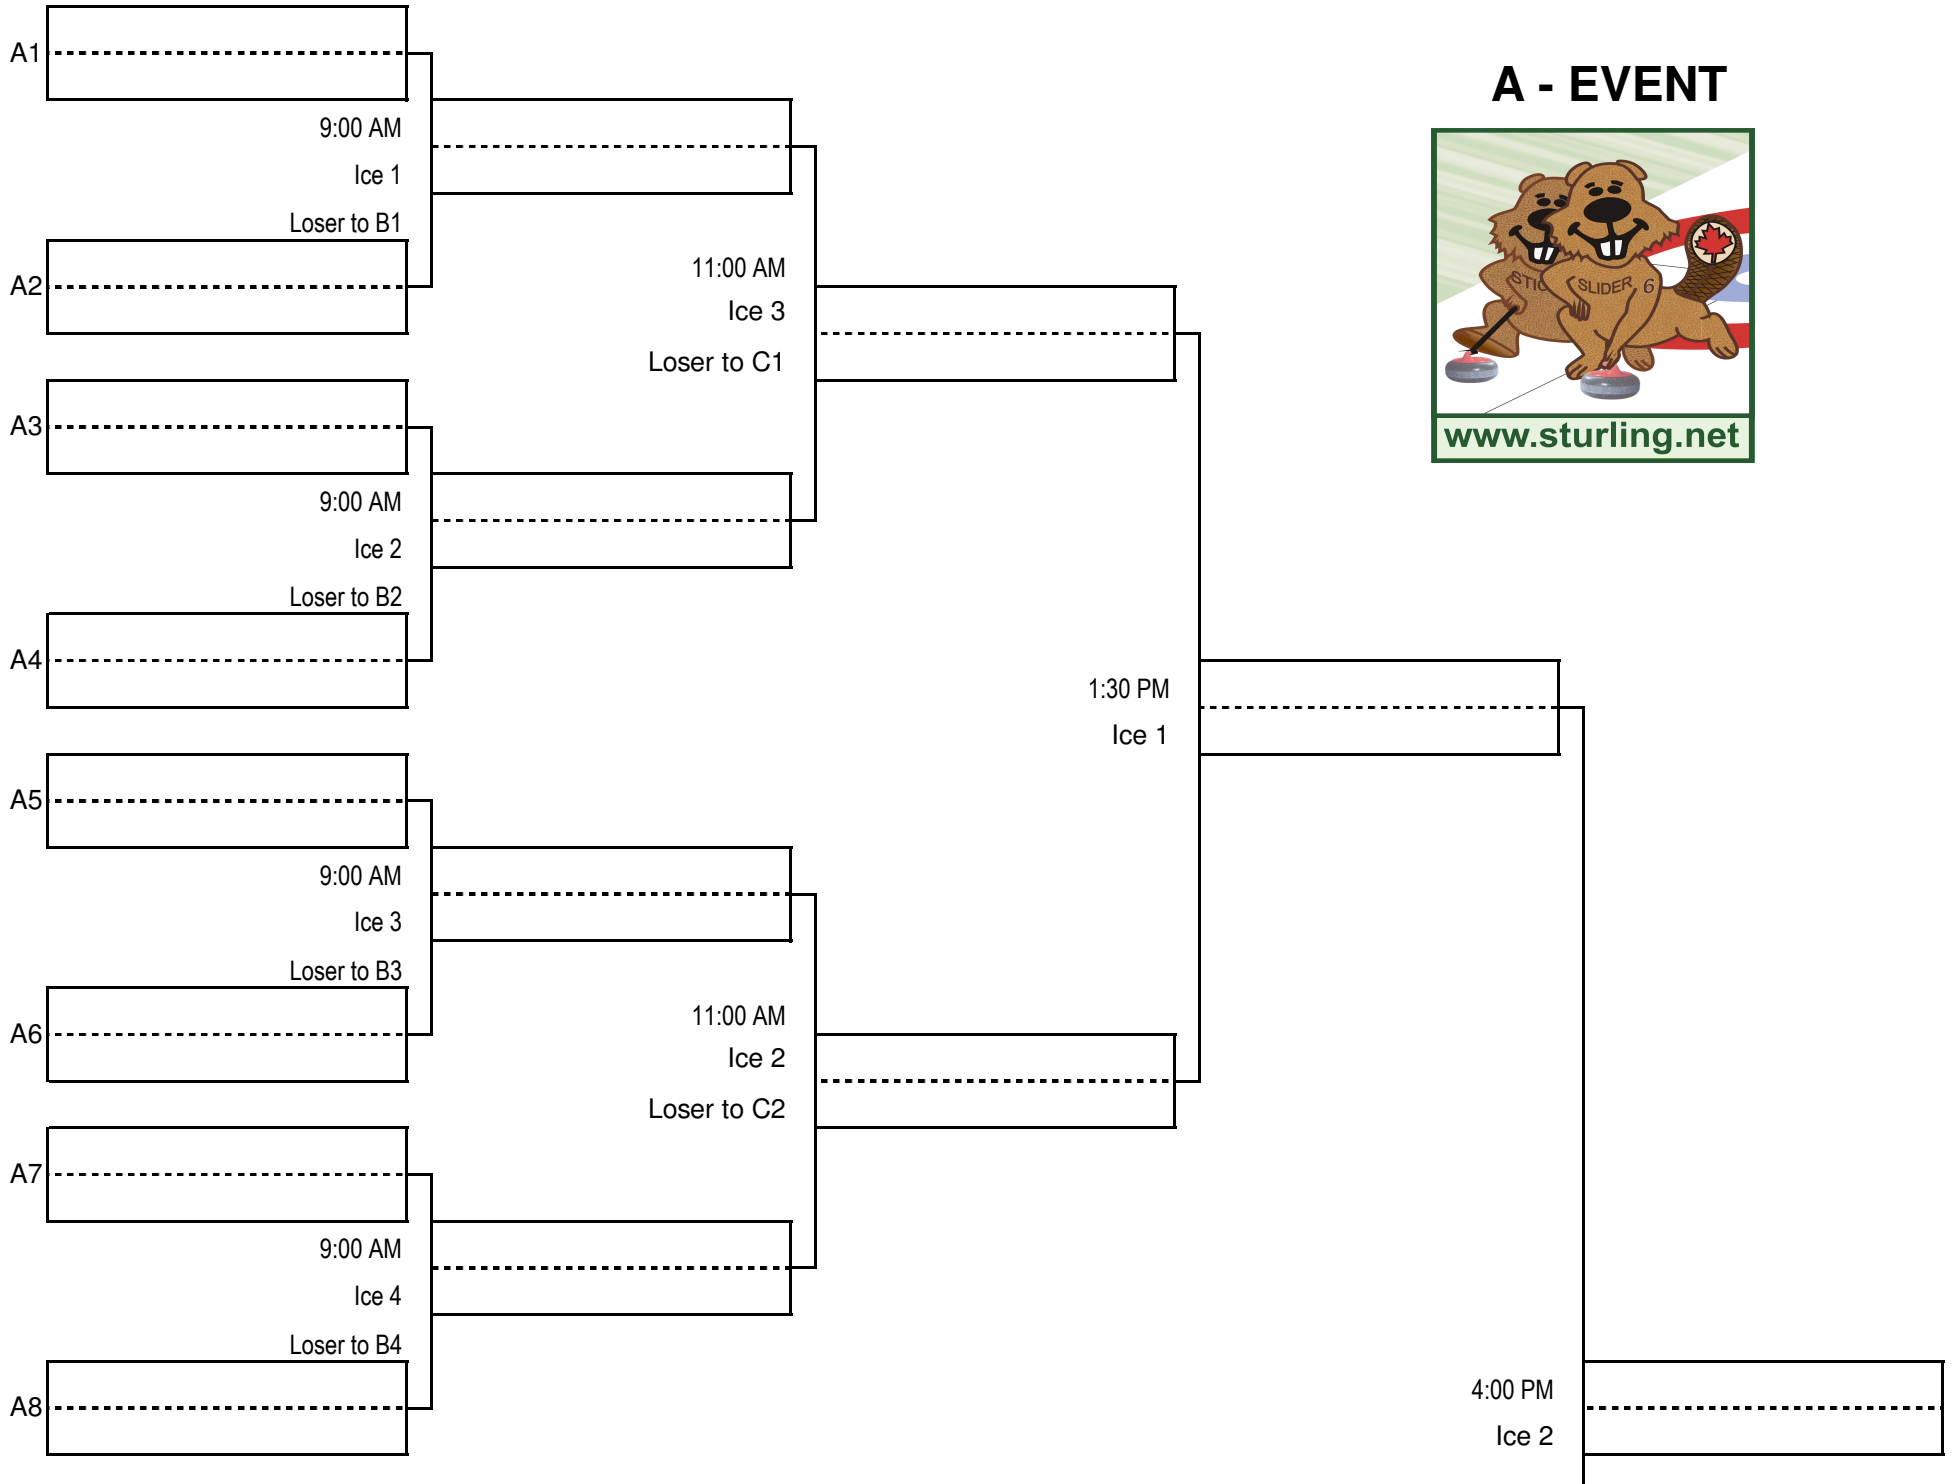 A - EVENT
STIC
SLIDER 6
www.sturling.net
A1
9:00 AM
Ice 1
Loser to B1
A2
11:00 AM
Ice 3
Loser to C1
A3
9:00 AM
Ice 2
Loser to B2
A4
1:30 PM
Ice 1
A5
9:00 AM
Ice 3
Loser to B3
A6
11:00 AM
Ice 2
Loser to C2
A7
9:00 AM
Ice 4
Loser to B4
A8
4:00 PM
Ice 2